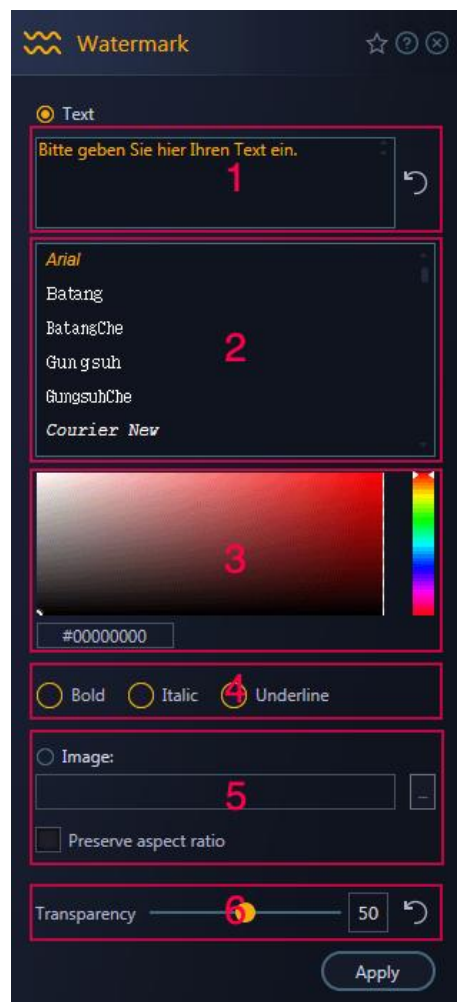 Watermark
Text
Bitte geben Sie hier Ihren Text ein.
1
Arial
Batang
BatangChe
Gungsuh
GungsuhChe
Courier New
2
3
#00000000
4
Bold Italic Underline
Image:
5
...
Preserve aspect ratio
Transparency 6 50
Apply